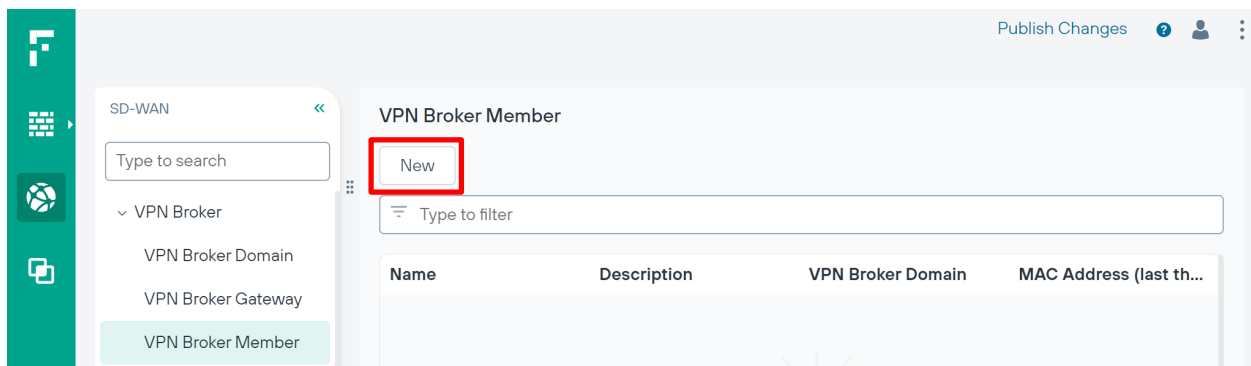 Publish Changes ?
SD-WAN «
Type to search
VPN Broker
VPN Broker Domain
VPN Broker Gateway
VPN Broker Member
VPN Broker Member
New
Type to filter
Name Description VPN Broker Domain MAC Address (last th...